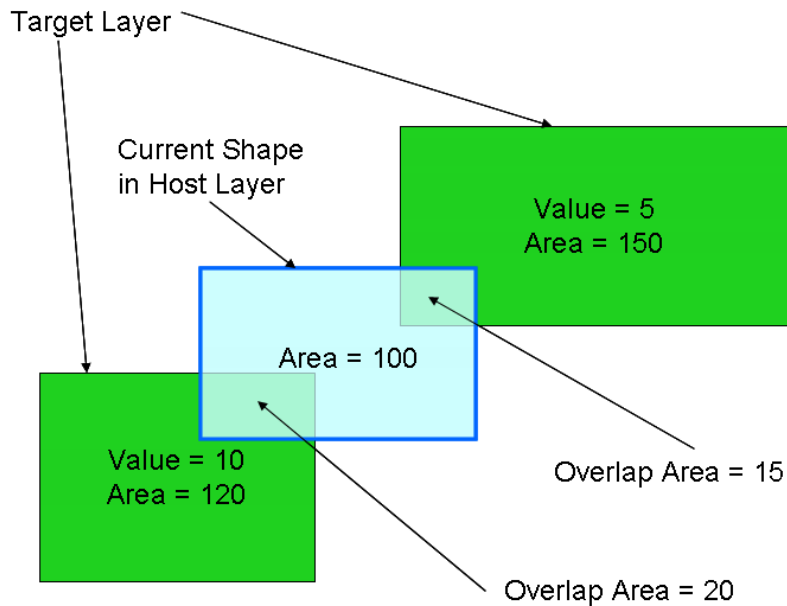 Target Layer
Current Shape
in Host Layer
Value = 5
Area = 150
Area = 100
Value = 10
Area = 120
Overlap Area = 15
Overlap Area = 20